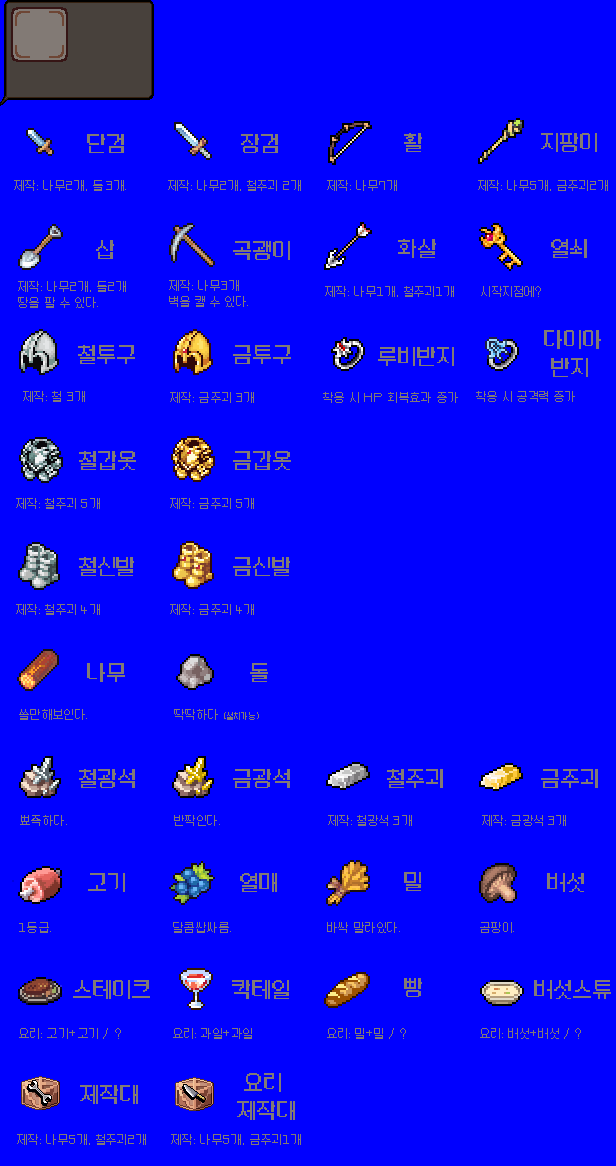 단검
장검
활
지팡이
제작: 나무2개, 돌3개.
제작: 나무2개, 철주괴 2개
제작: 나무7개
제작: 나무5개, 금주괴2개
삽
곡괭이
화살
열쇠
제작: 나무2개, 돌2개
땅을 팔 수 있다.
제작: 나무3개
벽을 캘 수 있다.
제작: 나무1개, 철주괴1개
시작지점에?
철투구
금투구
루비반지
다이아
반지
제작: 철 3개
제작: 금주괴 3개
착용 시 HP 회복효과 증가
착용 시 공격력 증가
철갑옷
금갑옷
제작: 철주괴 5개
제작: 금주괴 5개
철신발
금신발
제작: 철주괴 4개
제작: 금주괴 4개
나무
돌
쓸만해보인다.
딱딱하다 (설치가능)
철광석
금광석
철주괴
금주괴
뾰족하다.
반짝인다.
제작: 철광석 3개
제작: 금광석 3개
고기
열매
밀
버섯
1등급.
달콤쌉싸름.
바싹 말라있다.
곰팡이.
스테이크
칵테일
빵
버섯스튜
요리: 고기+고기 / ?
요리: 과일+과일
요리: 밀+밀 / ?
요리: 버섯+버섯 / ?
제작대
요리
제작대
제작: 나무5개, 철주괴2개
제작: 나무5개, 금주괴1개